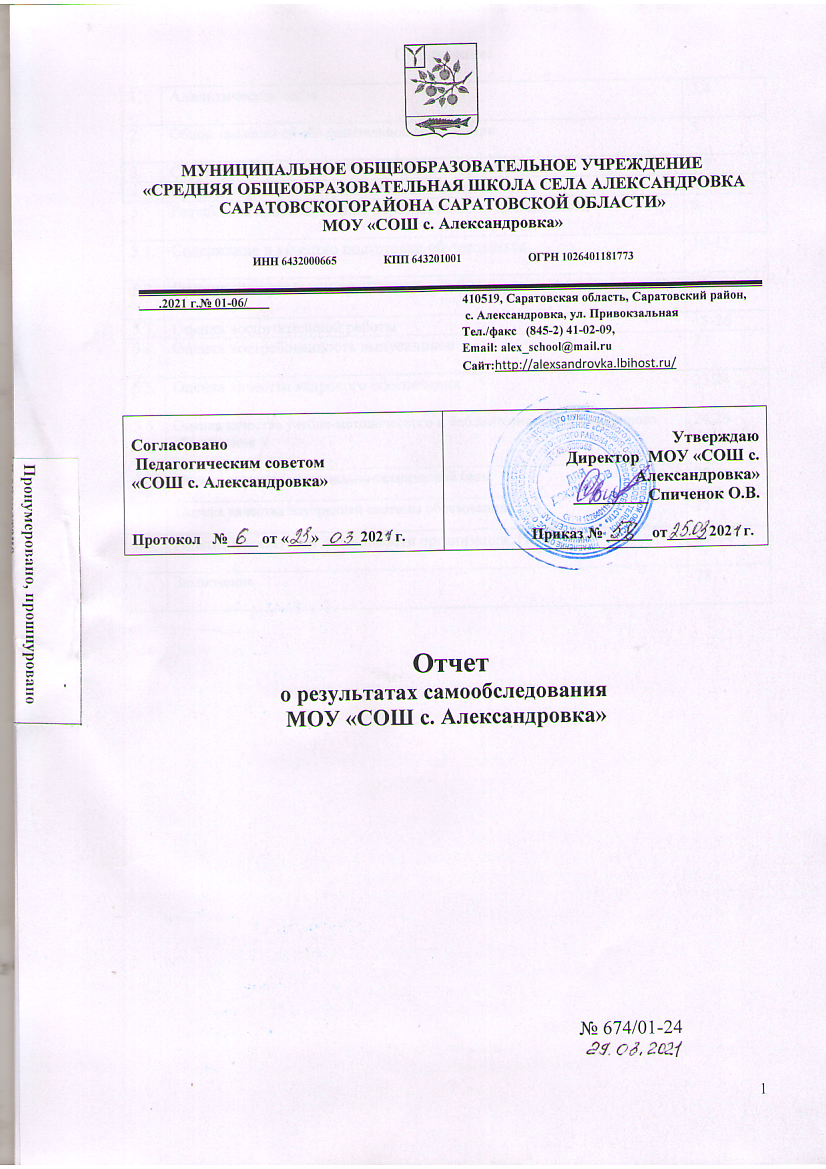 МУНИЦИПАЛЬНОЕ ОБЩЕОБРАЗОВАТЕЛЬНОЕ УЧРЕЖДЕНИЕ
«СРЕДНЯЯ ОБЩЕОБРАЗОВАТЕЛЬНАЯ ШКОЛА СЕЛА АЛЕКСАНДРОВКА
САРАТОВСКОГОРАЙОНА САРАТОВСКОЙ ОБЛАСТИ»
МОУ «СОШ с. Александровка»
ИНН 6432000665 КПП 643201001 ОГРН 1026401181773
.2021 г.№ 01-06/
410519, Саратовская область, Саратовский район,
с. Александровка, ул. Привокзальная
Тел./факс (845-2) 41-02-09,
Email: alex_school@mail.ru
Сайт:http://alexsandrovka.lbihost.ru/
Согласовано
Педагогическим советом
«СОШ с. Александровка»
Протокол № 6 от «29» 03 2021 г.
Утверждаю
Директор МОУ «СОШ с.
Александровка»
Спиченок О.В.
Приказ № от 25.03 2021 г.
Пронумеровано, прошнуровано
Отчет
о результатах самообследования
МОУ «СОШ с. Александровка»
№ 674/01-24
29.03.2021
1